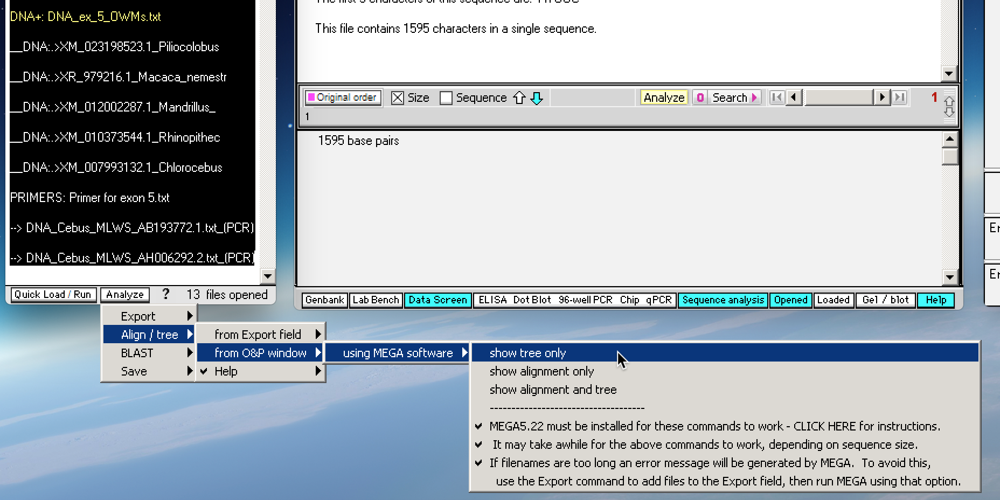 DNA+: DNA_ex_5_OWMs.txt
__DNA:.>XM_023198523.1_Piliocolobus
__DNA:.>XR_979216.1_Macaca_nemestr
__DNA:.>XM_012002287.1_Mandrillus_
__DNA:.>XM_010373544.1_Rhinopithec
__DNA:.>XM_007993132.1_Chlorocebus
PRIMERS: Primer for exon 5.txt
--> DNA_Cebus_MLWS_AB193772.1.txt_(PCR)
--> DNA_Cebus_MLWS_AH006292.2.txt_(PCR)
Quick Load / Run Analyze ? 13 files opened
This file contains 1595 characters in a single sequence.
Original order Size Sequence Analyze 0 Search 1
1
1595 base pairs
Genbank Lab Bench Data Screen ELISA Dot Blot 96-well PCR Chip qPCR Sequence analysis Opened Loaded Gel / blot Help
Export
Align / tree
BLAST
Save
from Export field
from O&P window
Help
using MEGA software
show tree only
show alignment only
show alignment and tree
------------------------------------
MEGA5.22 must be installed for these commands to work - CLICK HERE for instructions.
It may take awhile for the above commands to work, depending on sequence size.
If filenames are too long an error message will be generated by MEGA. To avoid this,
use the Export command to add files to the Export field, then run MEGA using that option.